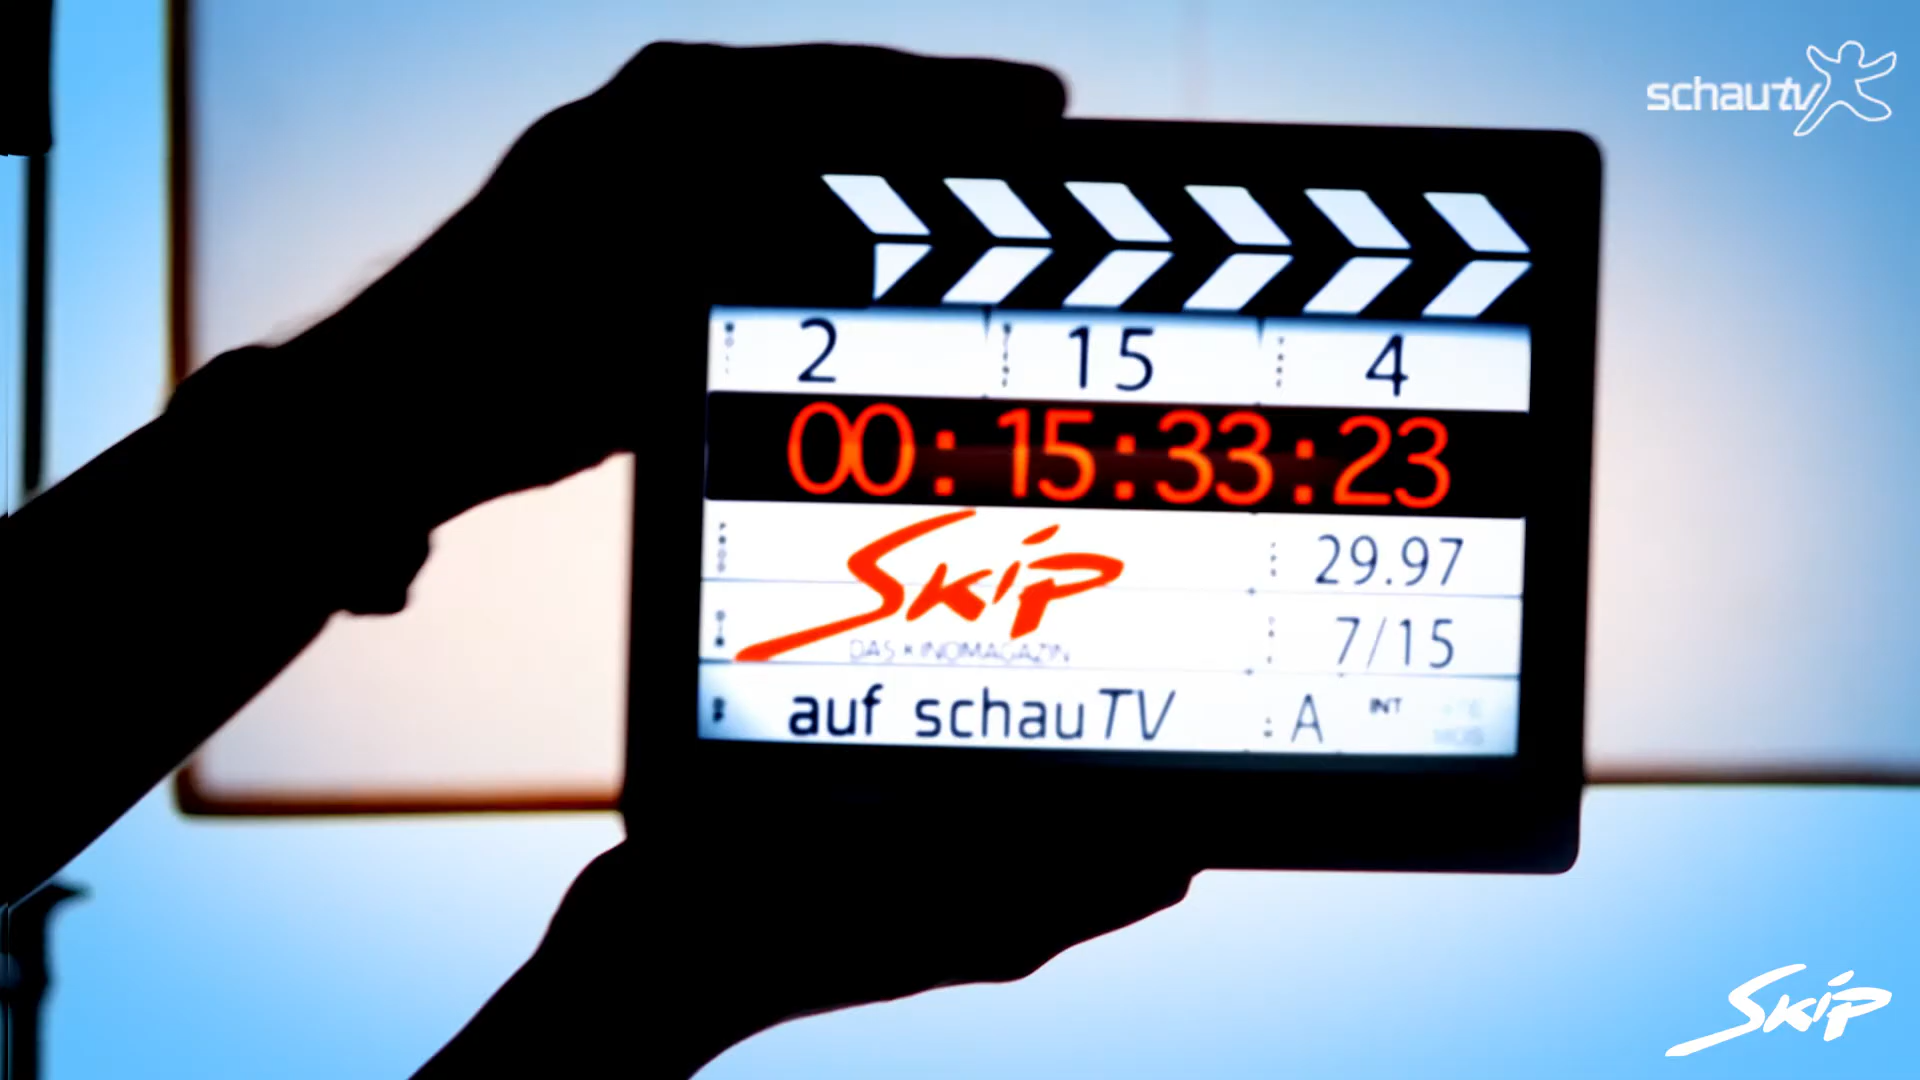 schautv
2 15 4
00:15:33:23
Skip
29.97
DAS KINOMAGAZIN
7/15
auf schauTV
A INT
Skip